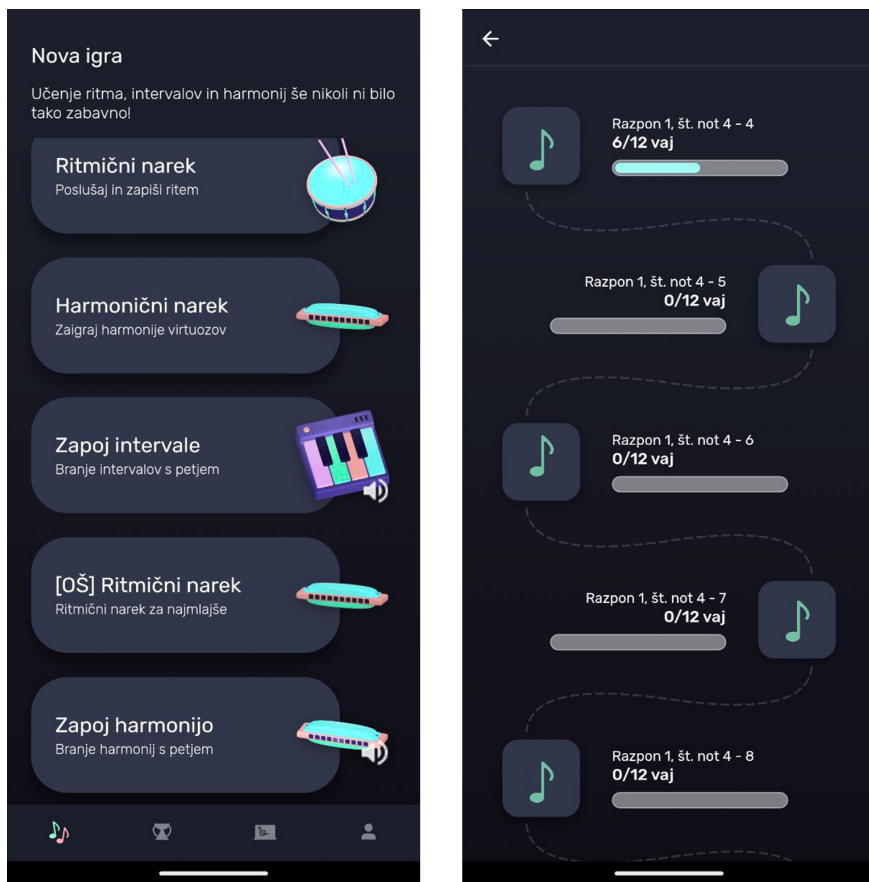 Nova igra
Učenje ritma, intervalov in harmonij še nikoli ni bilo
tako zabavno!
Ritmični narek
Poslušaj in zapiši ritem
Harmonični narek
Zaigraj harmonije virtuozov
Zapoj intervale
Branje intervalov s petjem
[OŠ] Ritmični narek
Ritmični narek za najmlajše
Zapoj harmonijo
Branje harmonij s petjem
Razpon 1, št. not 4 - 4
6/12 vaj
Razpon 1, št. not 4 - 5
0/12 vaj
Razpon 1, št. not 4 - 6
0/12 vaj
Razpon 1, št. not 4 - 7
0/12 vaj
Razpon 1, št. not 4 - 8
0/12 vaj